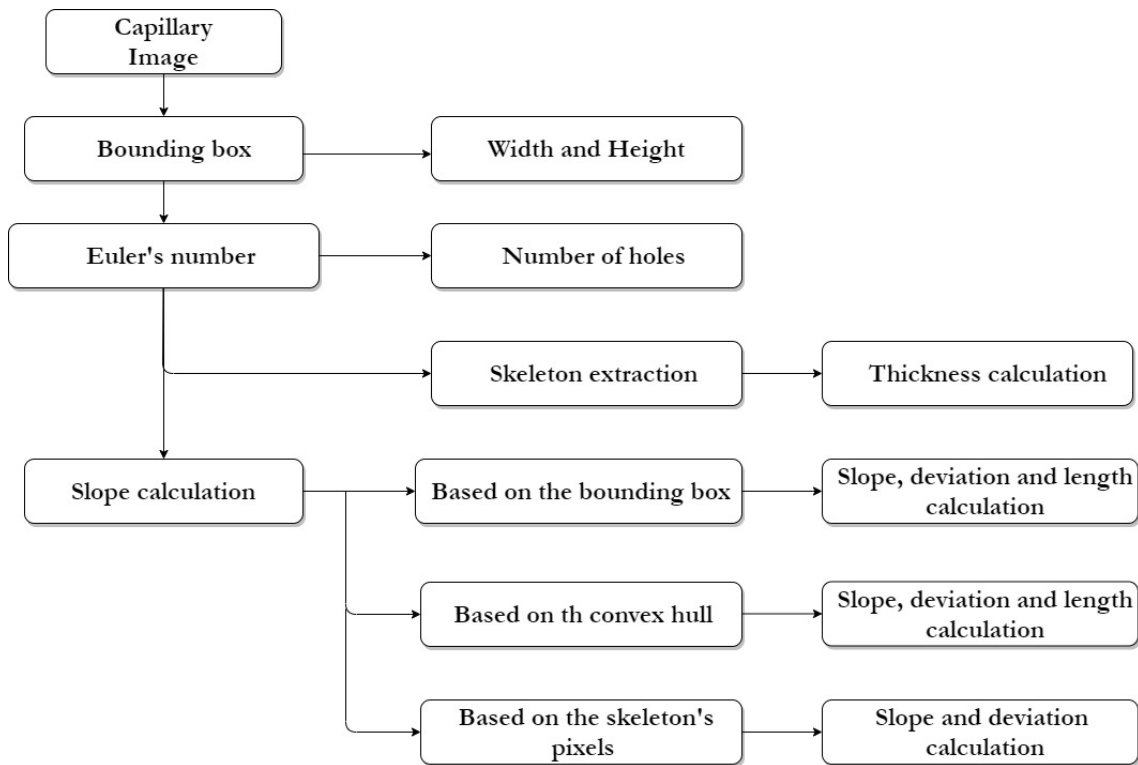 Capillary
Image
Bounding box
Width and Height
Euler's number
Number of holes
Skeleton extraction
Thickness calculation
Slope calculation
Based on the bounding box
Slope, deviation and length
calculation
Based on th convex hull
Slope, deviation and length
calculation
Based on the skeleton's
pixels
Slope and deviation
calculation